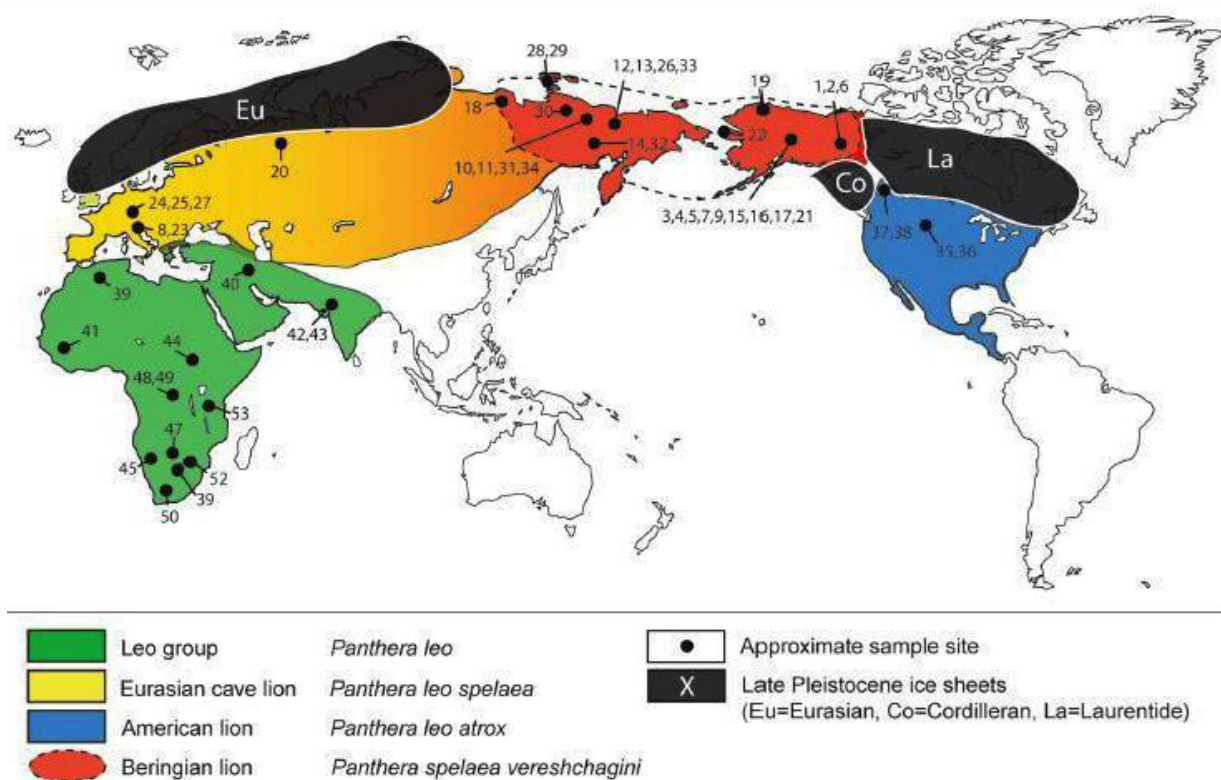 28,29
12,13,26,33
19
1,2,6
Eu
18
30
22
La
14,32
20
10,11,31,34
Co
24,25,27
3,4,5,7,9,15,16,17,21
8,23
37,38
35,36
40
39
42,43
41
44
48,49
53
47
45
52
39
50
Leo group Panthera leo
Eurasian cave lion Panthera leo spelaea
American lion Panthera leo atrox
Beringian lion Panthera spelaea vereshchagini
Approximate sample site
X Late Pleistocene ice sheets
(Eu=Eurasian, Co=Cordilleran, La=Laurentide)